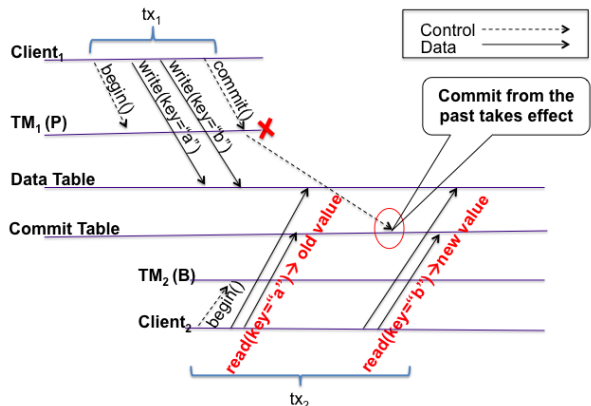 tx1
Control
Data
Client1
begin()
write(key="a")
write(key="b")
commit()
TM1 (P)
Commit from the
past takes effect
Data Table
Commit Table
TM2 (B)
begin()
Client2
read(key="a")→ old value
read(key="b")→new value
tx2